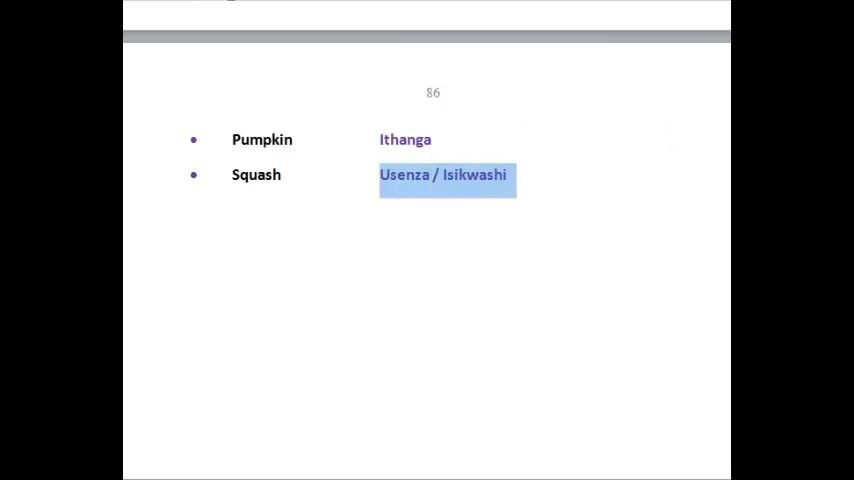 86
• Pumpkin Ithanga
• Squash Usenza / Isikwashi